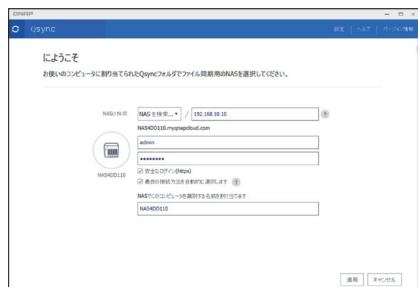 QNAP
Qsync
設定 | ヘルプ | バージョン情報
ようこそ
お使いのコンピュータに割り当てられたQsyncフォルダでファイル同期用のNASを選択してください。
NASの検索 NAS を検索... / 192.168.10.10
NAS4DD110.myqnapcloud.com
admin
NAS4DD110
安全なログイン(https)
最良の接続方法を自動的に選択します
NASでこのコンピュータを識別する名前を割り当てます
NAS4DD110
適用 キャンセル